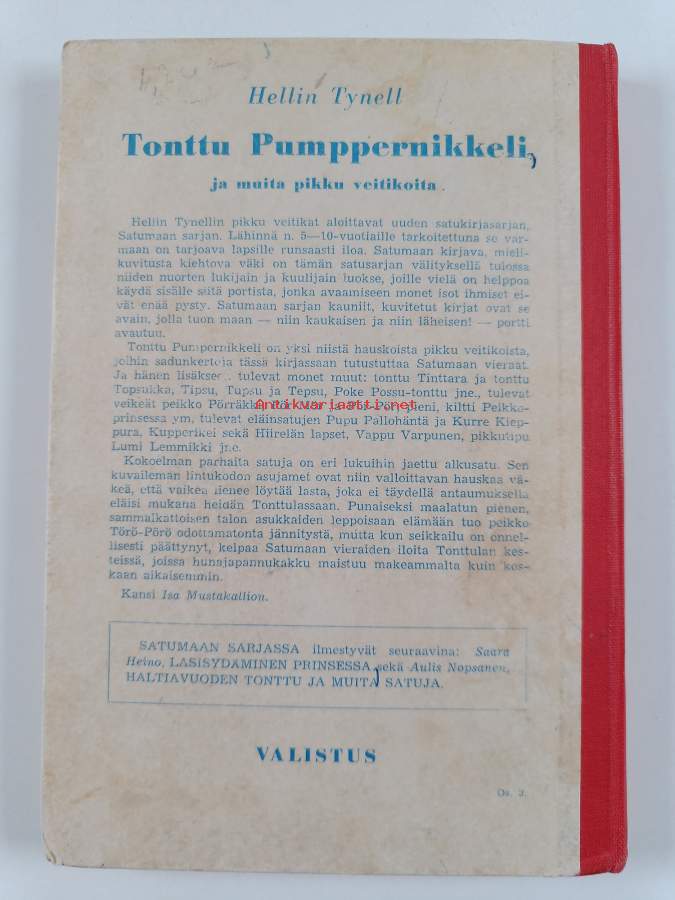 Hellin Tynell
Tonttu Pumppernikkeli,
ja muita pikku veitikoita.
Hellin Tynellin pikku veitikat aloittavat uuden satukirjasarjan,
Satumaan sarjan. Lähinnä n. 5—10-vuotiaille tarkoitettuna se var-
maan on tarjoava lapsille runsaasti iloa. Satumaan kirjava, mieli-
kuvitusta kiehtova väki on tämän satusarjan välityksellä tulossa
niiden nuorten lukijain ja kuulijain luokse, joille vielä on helppoa
käydä sisälle siitä portista, jonka avaamiseen monet isot ihmiset ei-
vät enää pysty. Satumaan sarjan kauniit, kuvitetut kirjat ovat se
avain, jolla tuon maan — niin kaukaisen ja niin läheisen! — portti
avautuu.
Tonttu Pumppernikkeli on yksi niistä hauskoista pikku veitikoista,
joihin sadunkertoja tässä kirjassaan tutustuttaa Satumaan vieraat.
Ja hänen lisäksee tulevat monet muut: tonttu Tinttara ja tonttu
Topsukka, Tipsu, Tupsu ja Tepsu, Poke Possu-tonttu jne., tulevat
veikeät peikko Pörräkkä, ja pieni, kiltti Peikko-
prinsessa ym, tulevat eläinsatujen Pupu Pallohäntä ja Kurre Kiep-
pura, Kupperikei sekä Hiirelän lapset, Vappu Varpunen, pikkutipu
Lumi Lemmikki jne.
Kokoelman parhaita satuja on eri lukuihin jaettu alkusatu. Sen
kuvaileman lintukodon asujamet ovat niin valloittavan hauskaa vä-
keä, että vaikea lienee löytää lasta, joka ei täydellä antaumuksella
eläisi mukana heidän Tonttulassaan. Punaiseksi maalatun pienen,
sammalkattoisen talon asukkaiden leppoisaan elämään tuo peikko
Törö-Pörö odottamatonta jännitystä, mutta kun seikkailu on onnel-
lisesti päättynyt, kelpaa Satumaan vieraiden iloita Tonttulan kes-
teissä, joissa hunajapannukakku maistuu makeammalta kuin kos-
kaan aikaisemmin.
Kansi Isa Mustakallion.
Antikvariaatti.net
SATUMAAN SARJASSA ilmestyvät seuraavina: Saara
Heino, LASISYDÄMINEN PRINSESSA, sekä Aulis Nopsanen,
HALTIAVUODEN TONTTU JA MUITA SATUJA.
VALISTUS
Os. 3.